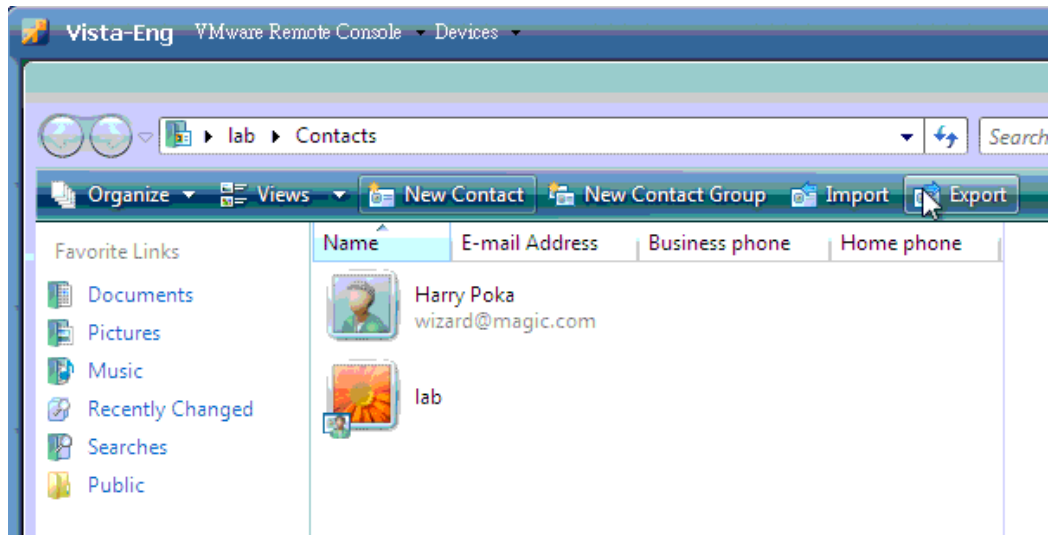 Vista-Eng VMware Remote Console Devices
lab Contacts Search
Organize Views New Contact New Contact Group Import Export
Favorite Links
Name E-mail Address Business phone Home phone
Documents
Harry Poka
wizard@magic.com
Pictures
Music
lab
Recently Changed
Searches
Public